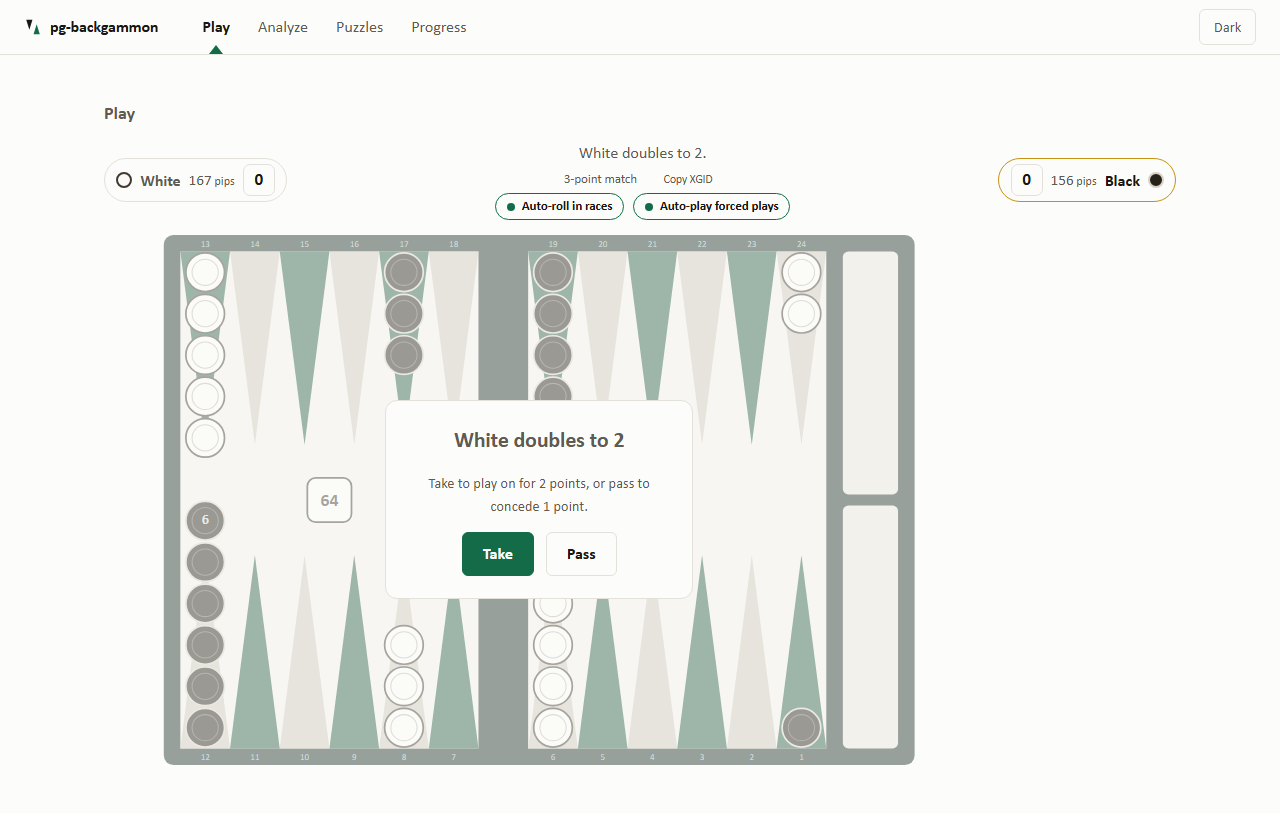 pg-backgammon Play Analyze Puzzles Progress Dark
Play
White 167 pips 0
White doubles to 2.
3-point match Copy XGID
Auto-roll in races Auto-play forced plays
0 156 pips Black
13 14 15 16 17 18 19 20 21 22 23 24
White doubles to 2
Take to play on for 2 points, or pass to
concede 1 point.
Take Pass
64
6
12 11 10 9 8 7 6 5 4 3 2 1